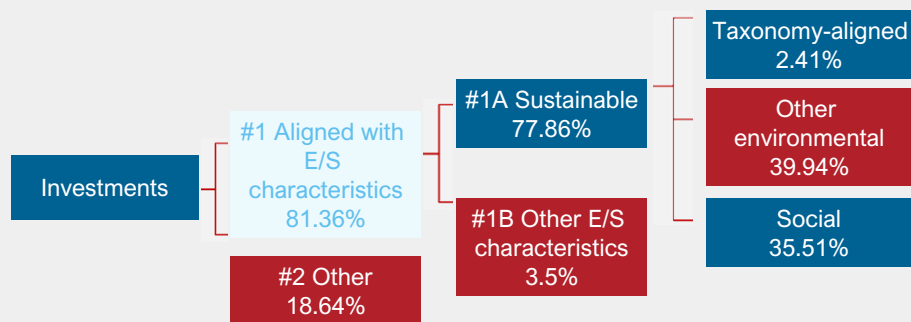 Investments
#1 Aligned with
E/S
characteristics
81.36%
#2 Other
18.64%
#1A Sustainable
77.86%
#1B Other E/S
characteristics
3.5%
Taxonomy-aligned
2.41%
Other
environmental
39.94%
Social
35.51%